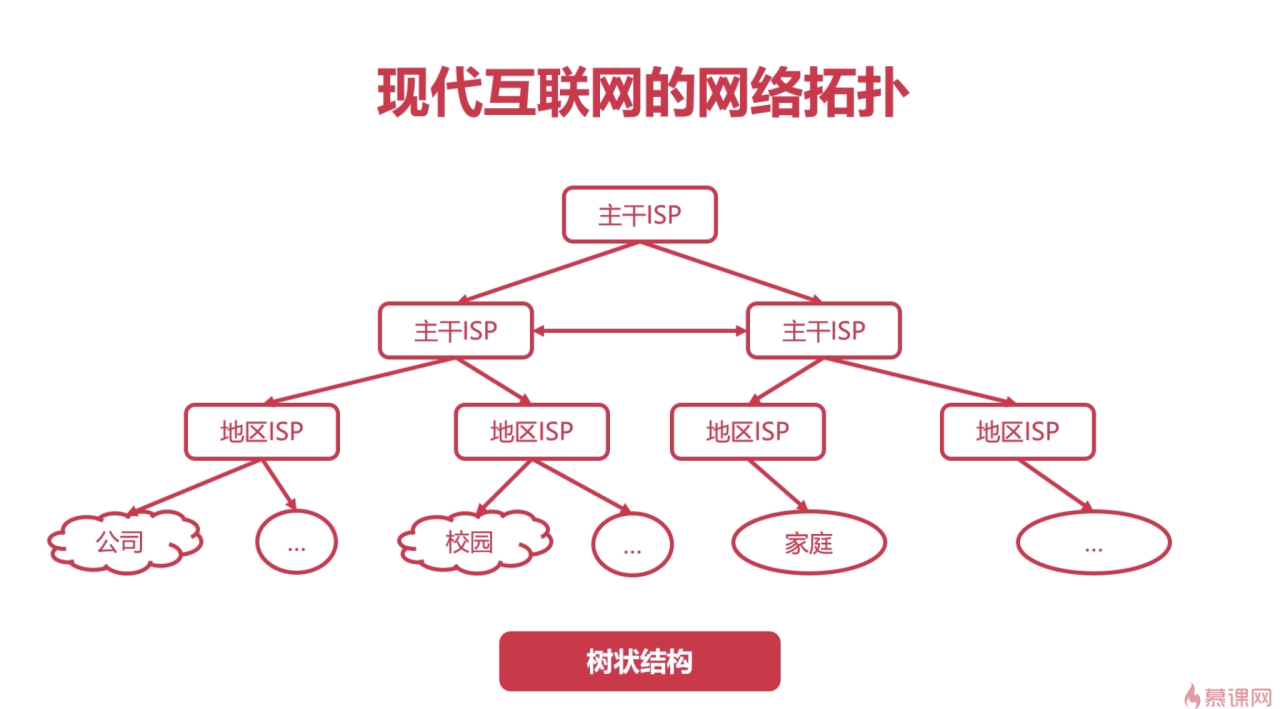 现代互联网的网络拓扑
主干ISP
主干ISP
主干ISP
地区ISP
地区ISP
地区ISP
地区ISP
公司
...
校园
...
家庭
...
树状结构
慕课网